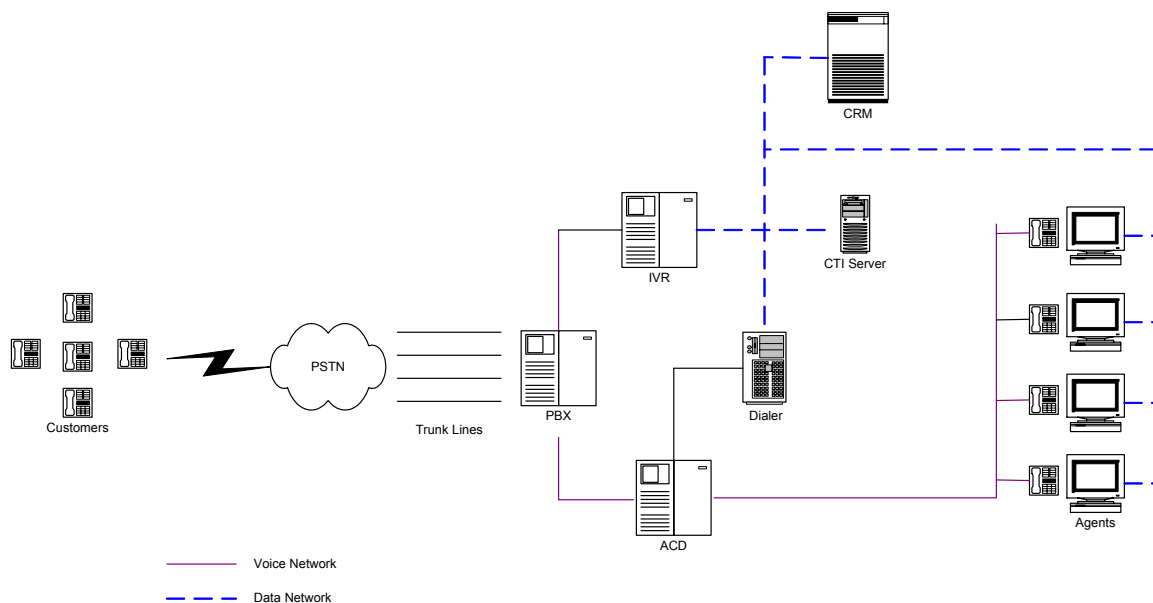 CRM
IVR
CTI Server
Customers
PSTN
Trunk Lines
PBX
Dialer
ACD
Agents
Voice Network
Data Network